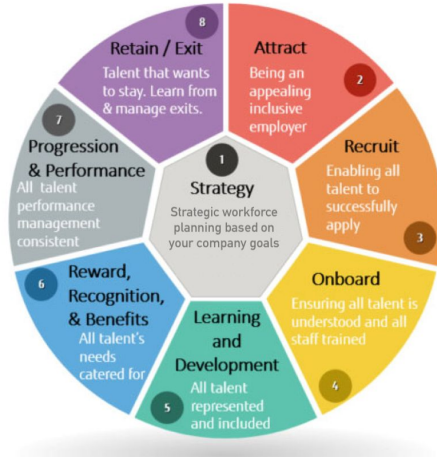 1
Strategy
Strategic workforce
planning based on
your company goals
2
Attract
Being an
appealing
inclusive
employer
3
Recruit
Enabling all
talent to
successfully
apply
4
Onboard
Ensuring all talent is
understood and all
staff trained
5
Learning
and
Development
All talent
represented
and included
6
Reward,
Recognition,
& Benefits
All talent's
needs
catered for
7
Progression
& Performance
All talent
performance
management
consistent
8
Retain / Exit
Talent that wants
to stay. Learn from
& manage exits.